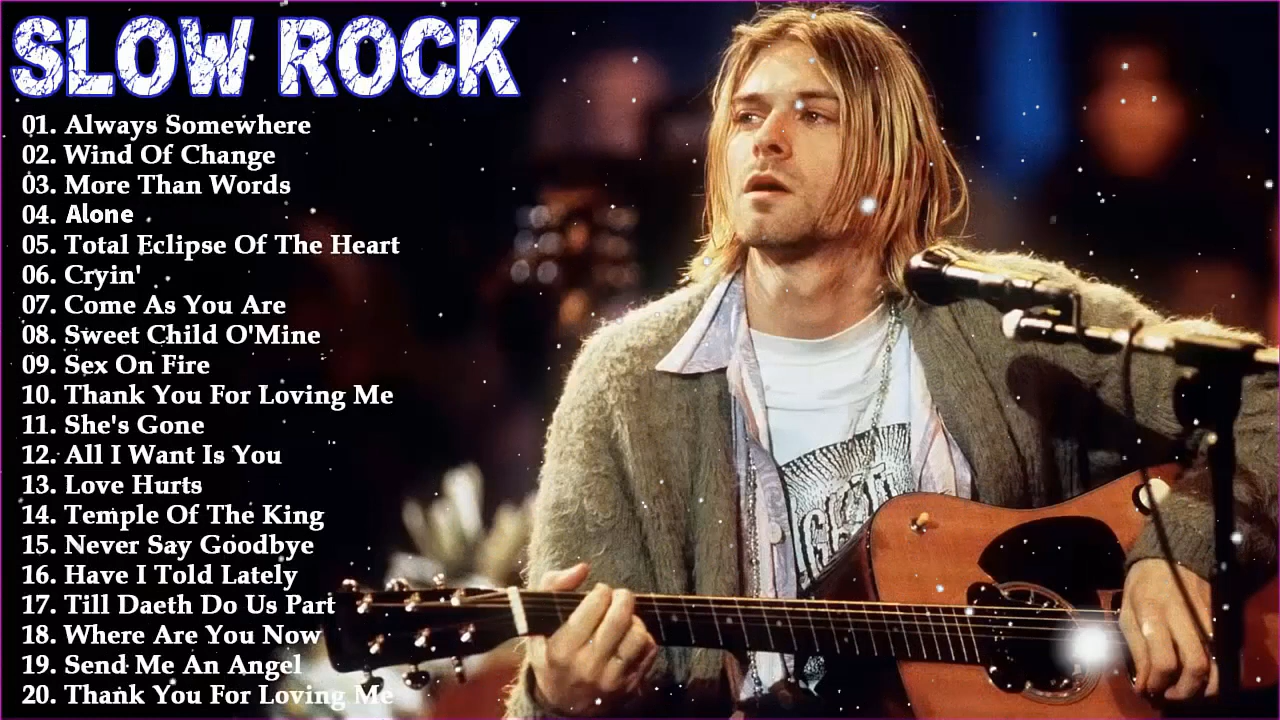 SLOW ROCK
01. Always Somewhere
02. Wind Of Change
03. More Than Words
04. Alone
05. Total Eclipse Of The Heart
06. Cryin'
07. Come As You Are
08. Sweet Child O'Mine
09. Sex On Fire
10. Thank You For Loving Me
11. She's Gone
12. All I Want Is You
13. Love Hurts
14. Temple Of The King
15. Never Say Goodbye
16. Have I Told Lately
17. Till Daeth Do Us Part
18. Where Are You Now
19. Send Me An Angel
20. Thank You For Loving Me